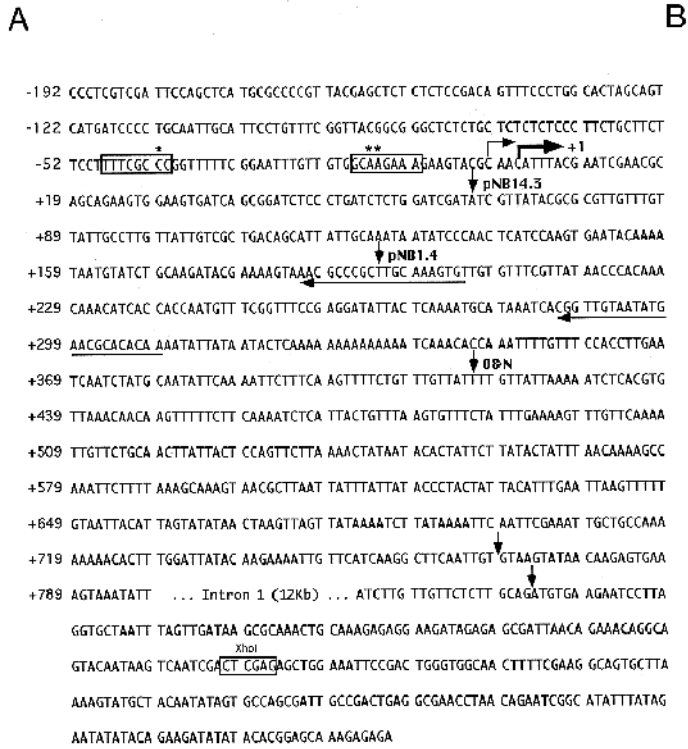 A B
-192 CCCTCGTCGA TTCCAGCTCA TGCGCCCCGT TACGAGCTCT CTCTCCGACA GTTTCCCTGG CACTAGCAGT
-122 CATGATCCCC TGCAATTGCA TTCCTGTTTC GGTTACGGCG GGCTCTCTGC TCTCTCTCCC TTCTGCTTCT
* ** +1
-52 TCCTTTTCGCC CCGGTTTTTC GGAATTTGTT GTGGCAAGAA AGAAGTACGC AACATTTACG AATCGAACGC
pNB14.3
+19 AGCAGAAGTG GAAGTGATCA GCGGATCTCC CTGATCTCTG GATCGATATC GTTATACGCG CGTTGTTTGT
+89 TATTGCCTTG TTATTGTCGC TGACAGCATT ATTGCAAATA ATATCCCAAC TCATCCAAGT GAATACAAAA
pNB1.4
+159 TAATGTATCT GCAAGATACG AAAAGTAAAC GCCCGCTTGC AAAGTGTTGT GTTTCGTTAT AACCCACAAA
+229 CAAACATCAC CACCAATGTT TCGGTTTCCG AGGATATTAC TCAAAATGCA TAAATCACGG TTGTAATATG
+299 AACGCACACA AAATATTATA ATACTCAAAA AAAAAAAAAA TCAAACACCA AATTTTGTTT CCACCTTGAA
0&N
+369 TCAATCTATG CAATATTCAA AATTCTTTCA AGTTTTCTGT TTGTTATTTT GTTATTAAAA ATCTCACGTG
+439 TTAAACAACA AGTTTTTCTT CAAAATCTCA TTACTGTTTA AGTGTTTCTA TTTGAAAAGT TTGTTCAAAA
+509 TTGTTCTGCA ACTTATTACT CCAGTTCTTA AAACTATAAT ACACTATTCT TATACTATTT AACAAAAGCC
+579 AAATTCTTTT AAAGCAAAGT AACGCTTAAT TATTTATTAT ACCCTACTAT TACATTTGAA TTAAGTTTTT
+649 GTAATTACAT TAGTATATAA CTAAGTTAGT TATAAAATCT TATAAAATTC AATTCGAAAT TGCTGCCAAA
+719 AAAAACACTT TGGATTATAC AAGAAAATTG TTCATCAAGG CTTCAATTGT GTAAGTATAA CAAGAGTGAA
+789 AGTAAATATT ... Intron 1 (12Kb) ... ATCTTG TTGTTCTCTT GCAGATGTGA AGAATCCTTA
GGTGCTAATT TAGTTGATAA GCGCAAACTG CAAAGAGAGG AAGATAGAGA GCGATTAACA GAAACAGGCA
XhoI
GTACAATAAG TCAATCGACT CGAGAGCTGG AAATTCCGAC TGGGTGGCAA CTTTTCGAAG GCAGTGCTTA
AAAGTATGCT ACAATATAGT GCCAGCGATT GCCGACTGAG GCGAACCTAA CAGAATCGGC ATATTTATAG
AATATATACA GAAGATATAT ACACGGAGCA AAGAGAGA